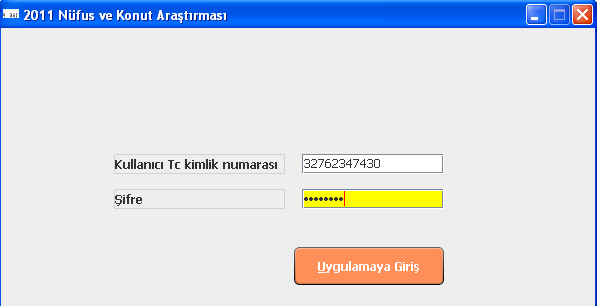 2011 Nüfus ve Konut Araştırması
Kullanıcı Tc kimlik numarası 32762347430
Şifre ••••••••
Uygulamaya Giriş